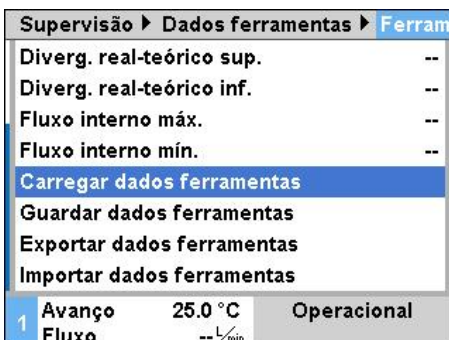 Supervisão ▶ Dados ferramentas ▶ Ferram
Diverg. real-teórico sup. --
Diverg. real-teórico inf. --
Fluxo interno máx. --
Fluxo interno mín. --
Carregar dados ferramentas
Guardar dados ferramentas
Exportar dados ferramentas
Importar dados ferramentas
1 Avanço 25.0 °C Operacional
Fluxo -- L/min